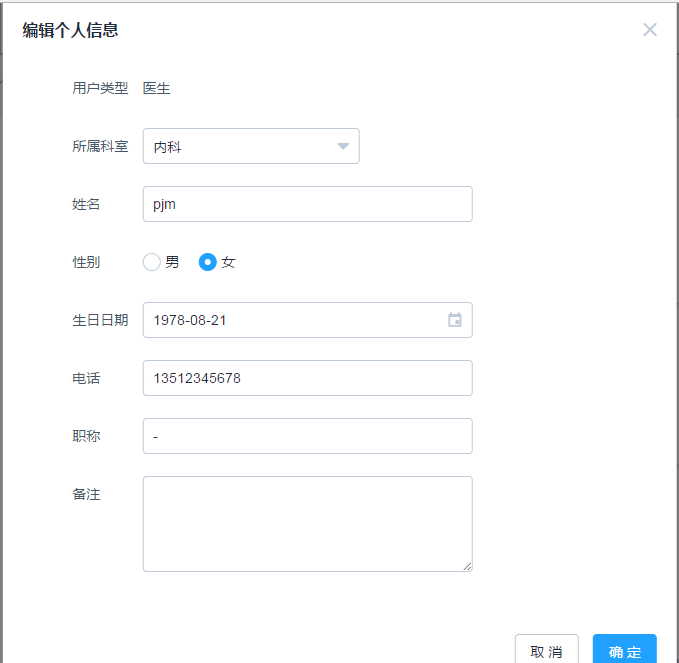 编辑个人信息
用户类型 医生
所属科室 内科
姓名 pjm
性别 男 女
生日日期 1978-08-21
电话 13512345678
职称 -
备注
取消 确定